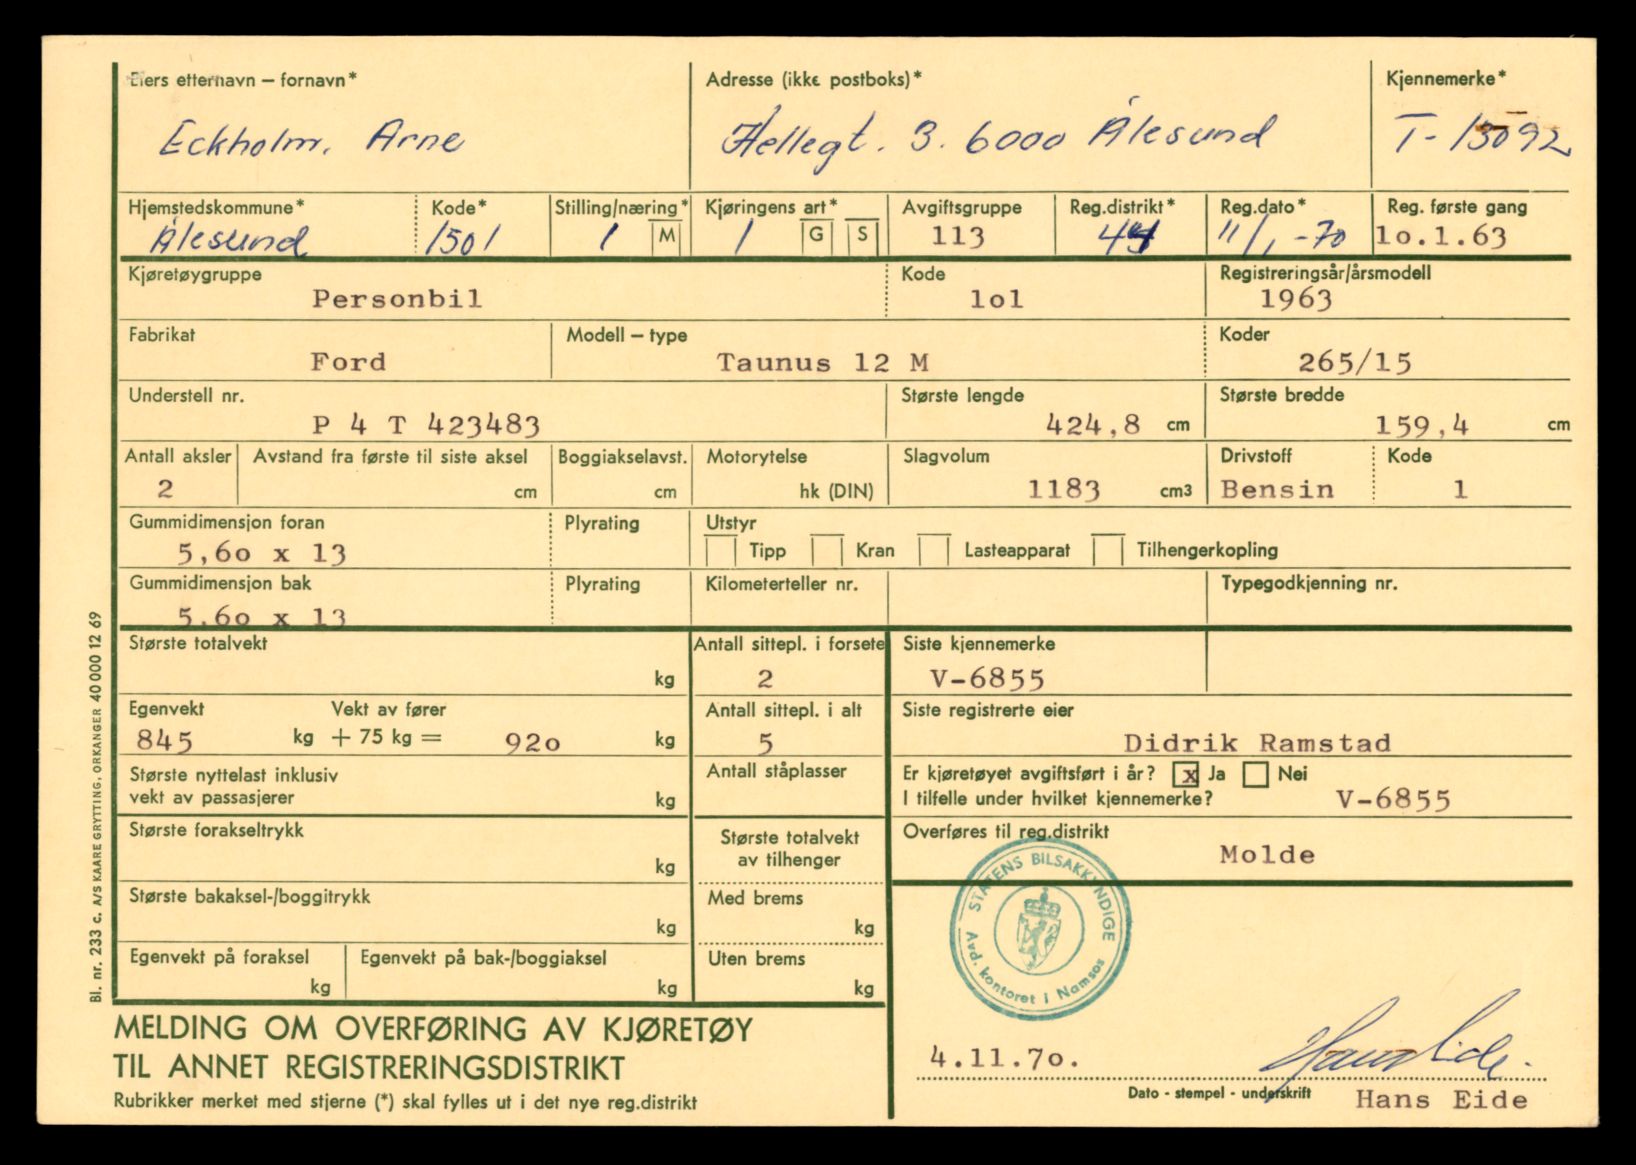 Eiers etternavn – fornavn* Adresse (ikke postboks)* Kjennemerke*
Eckholm, Arne Hellegt. 3. 6000 Ålesund T-13092
Hjemstedskommune* Kode* Stilling/næring* Kjøringens art* Avgiftsgruppe Reg.distrikt* Reg.dato* Reg. første gang
Ålesund 1501 1 M 1 G S 113 11/1-70 1o.1.63
Kjøretøygruppe Kode Registreringsår/årsmodell
Personbil 1o1 1963
Fabrikat Modell – type Koder
Ford Taunus 12 M 265/15
Understell nr. Største lengde Største bredde
P 4 T 423483 424,8 cm 159,4 cm
Antall aksler Avstand fra første til siste aksel Boggiakselavst. Motorytelse Slagvolum Drivstoff Kode
2 cm cm hk (DIN) 1183 cm3 Bensin 1
Gummidimensjon foran Plyrating Utstyr
5,6o x 13 Tipp Kran Lasteapparat Tilhengerkopling
Gummidimensjon bak Plyrating Kilometerteller nr. Typegodkjenning nr.
5.6o x 13
Største totalvekt Antall sittepl. i forsete Siste kjennemerke
kg 2 V-6855
Egenvekt Vekt av fører Antall sittepl. i alt Siste registrerte eier
845 kg + 75 kg = 92o kg 5 Didrik Ramstad
Største nyttelast inklusiv Antall ståplasser Er kjøretøyet avgiftsført i år? x Ja Nei
vekt av passasjerer kg I tilfelle under hvilket kjennemerke? V-6855
Største forakseltrykk Største totalvekt Overføres til reg.distrikt
kg av tilhenger Molde
Største bakaksel-/boggitrykk Med brems
kg kg
Egenvekt på foraksel Egenvekt på bak-/boggiaksel Uten brems
kg kg kg
STATENS BILSAKKYNDIGE
Avd. kontoret i Namsos
MELDING OM OVERFØRING AV KJØRETØY
TIL ANNET REGISTRERINGSDISTRIKT
Rubrikker merket med stjerne (*) skal fylles ut i det nye reg.distrikt
4.11.7o. Hans Eide.
Dato - stempel - underskrift Hans Eide
Bl. nr. 233 c. A/S KAARE GRYTTING, ORKANGER 40 000 12 69